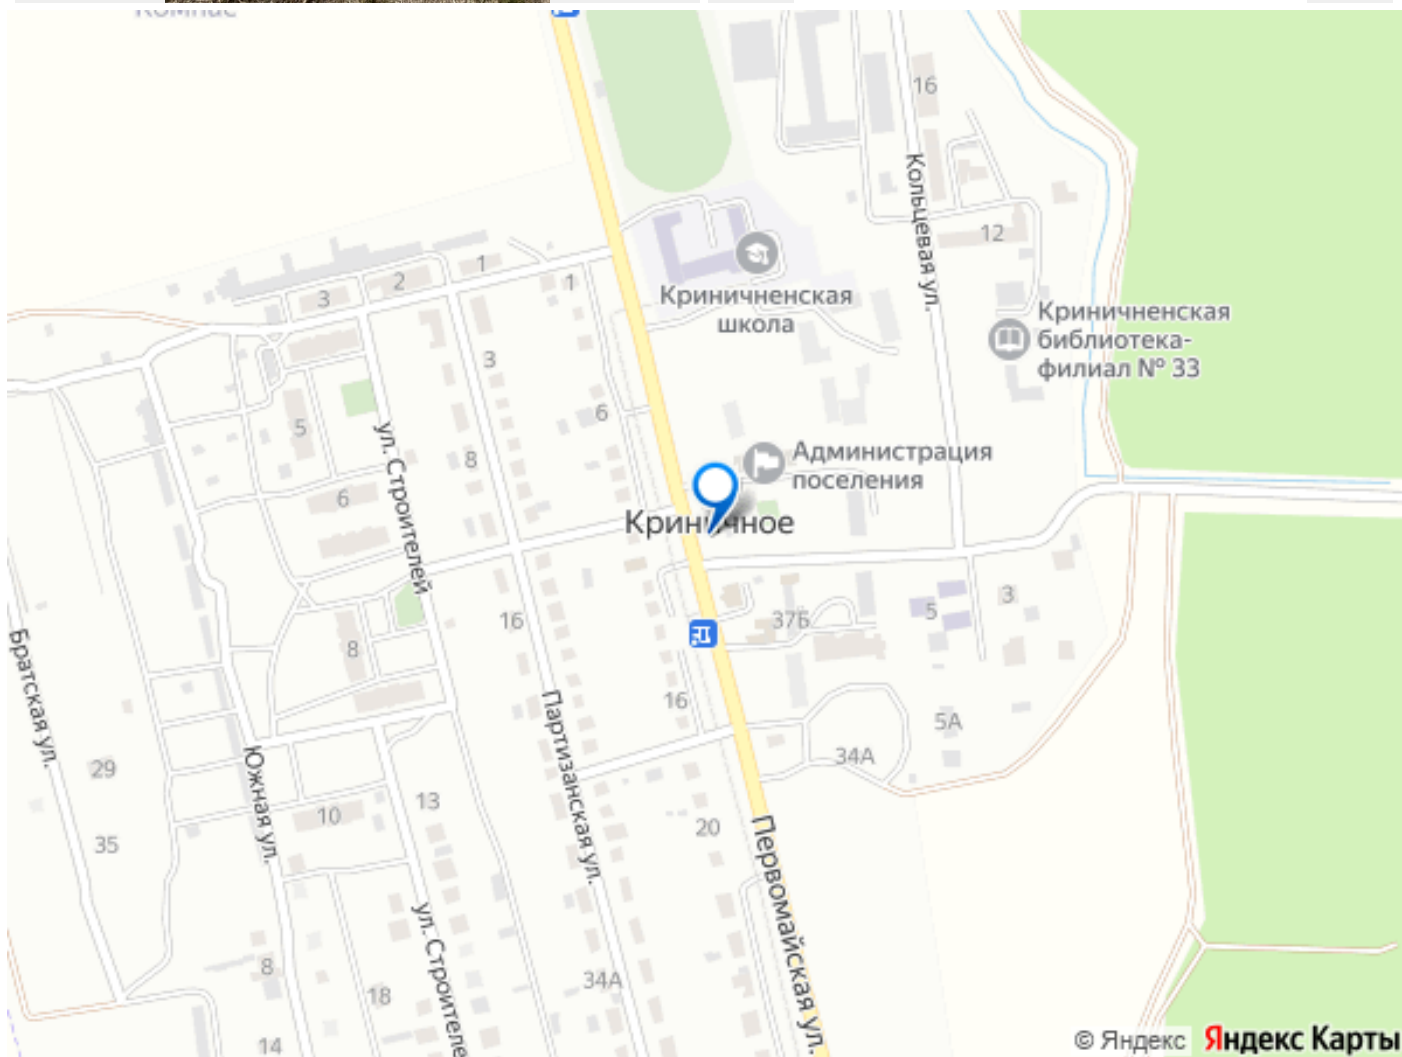 Компас
16
Кольцевая ул.
12
1
2
1
3
Криничненская
школа
Криничненская
библиотека-
филиал № 33
3
6
5
ул. Строителей
8
Администрация
поселения
6
Криничное
16
37Б
5
3
8
Братская ул.
16
Партизанская ул.
5А
34А
29
Южная ул.
13
10
20
35
Первомайская ул.
ул. Строителе
8
34А
18
14
© Яндекс Яндекс Карты